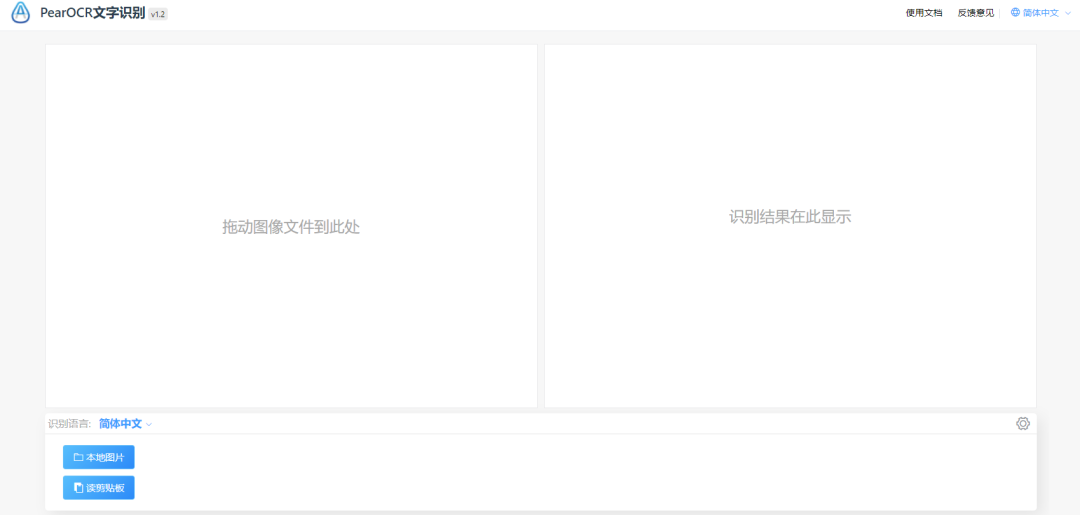 PearOCR文字识别 v1.2
使用文档 反馈意见 简体中文
拖动图像文件到此处
识别结果在此显示
识别语言: 简体中文
本地图片
读剪贴板